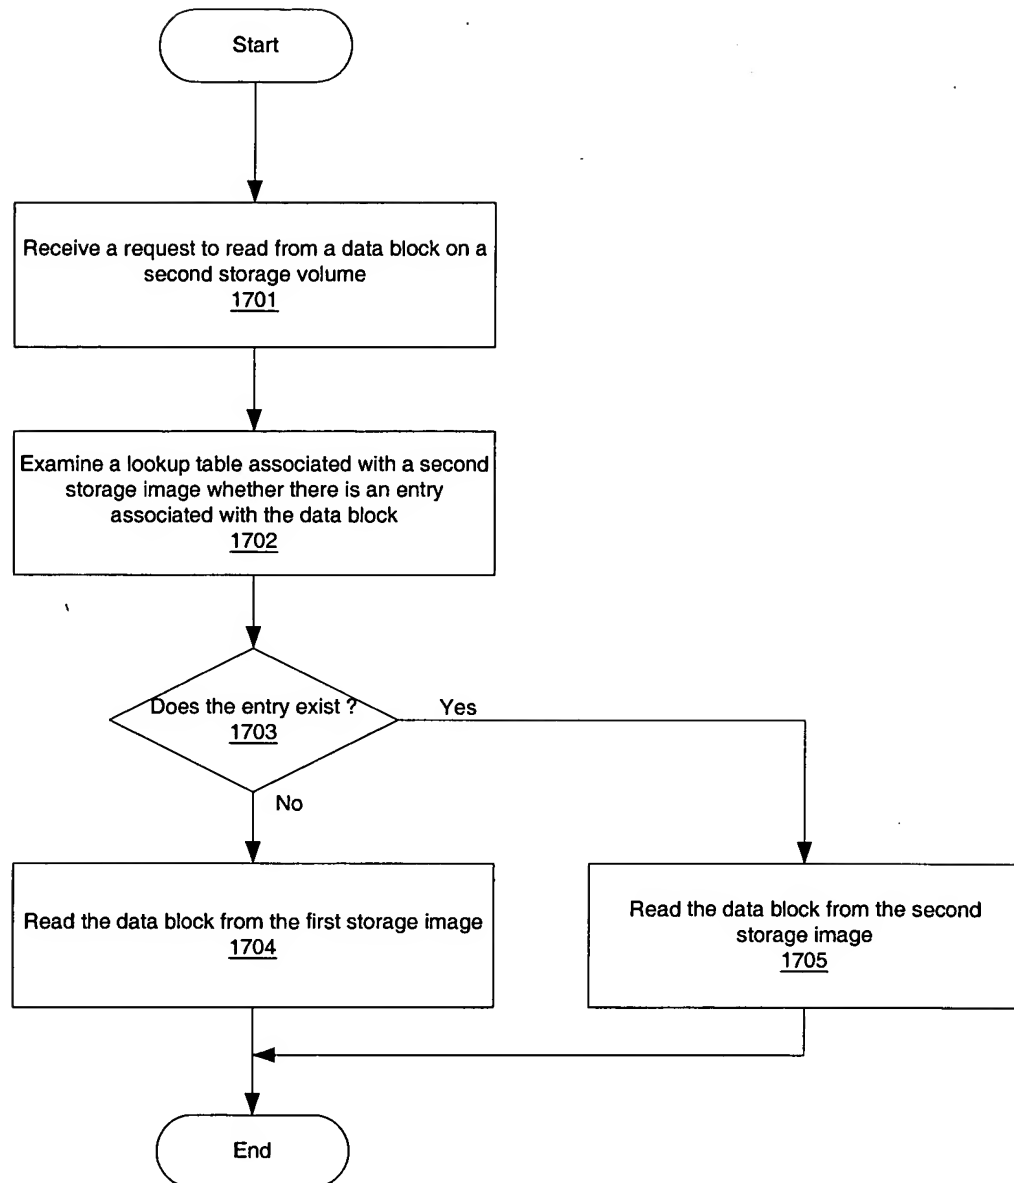 Start
Receive a request to read from a data block on a
second storage volume
1701
Examine a lookup table associated with a second
storage image whether there is an entry
associated with the data block
1702
Does the entry exist ?
1703
Yes
No
Read the data block from the first storage image
1704
Read the data block from the second
storage image
1705
End